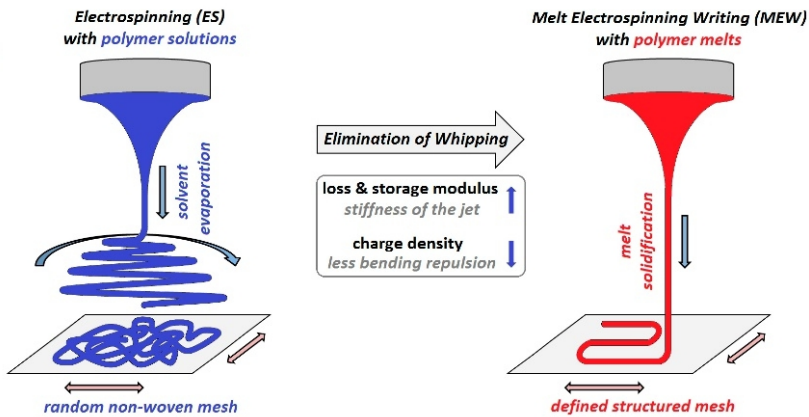 Electrospinning (ES)
with polymer solutions
solvent
evaporation
random non-woven mesh
Elimination of Whipping
loss & storage modulus
stiffness of the jet
charge density
less bending repulsion
Melt Electrospinning Writing (MEW)
with polymer melts
melt
solidification
defined structured mesh